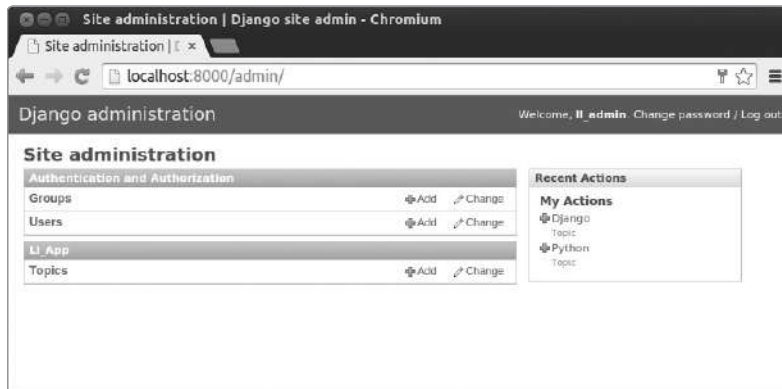 Site administration | Django site admin - Chromium
Site administration | D ×
localhost:8000/admin/
Django administration
Welcome, ll_admin. Change password / Log out
Site administration
Authentication and Authorization
Groups Add Change
Users Add Change
Ll_App
Topics Add Change
Recent Actions
My Actions
Django
Topic
Python
Topic